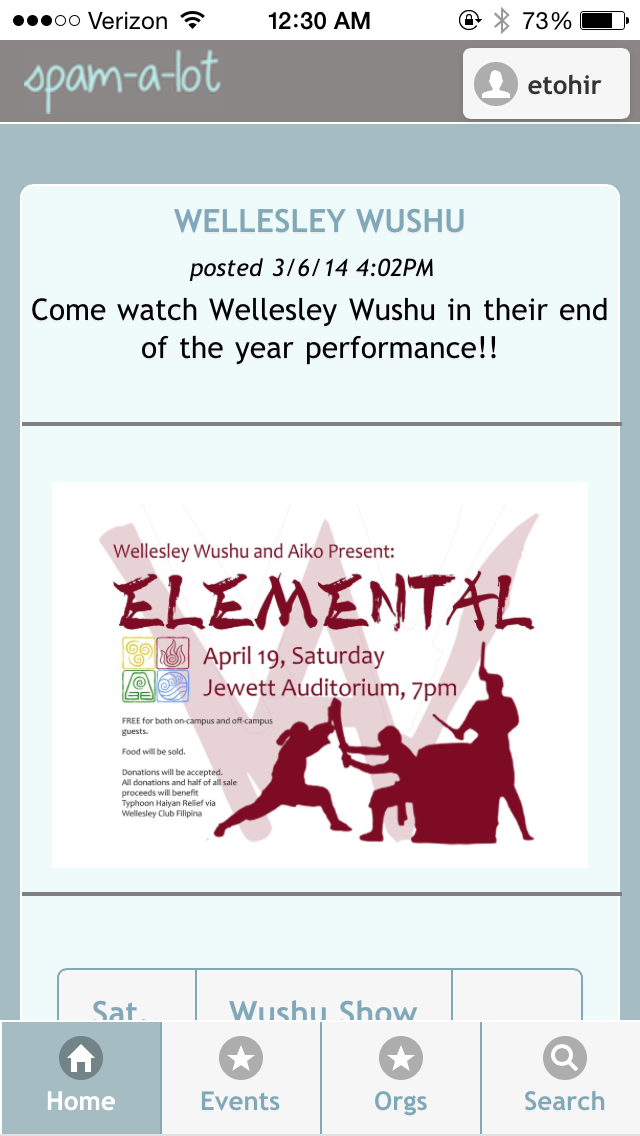 Verizon 12:30 AM 73%
spam-a-lot
etohir
WELLESLEY WUSHU
posted 3/6/14 4:02PM
Come watch Wellesley Wushu in their end
of the year performance!!
Wellesley Wushu and Aiko Present:
ELEMENTAL
April 19, Saturday
Jewett Auditorium, 7pm
FREE for both on-campus and off-campus
guests.
Food will be sold.
Donations will be accepted.
All donations and half of all sale
proceeds will benefit
Typhoon Haiyan Relief via
Wellesley Club Filipina
Sat.. Wushu Show
Home Events Orgs Search